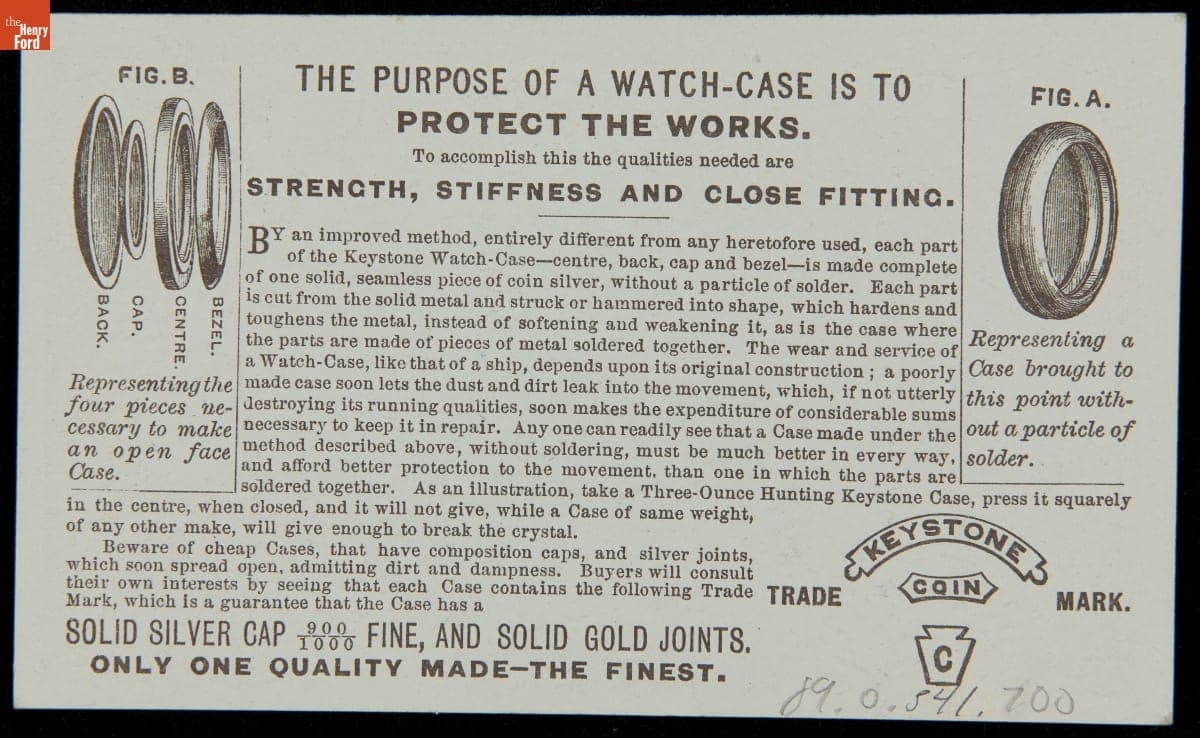 the
Henry
Ford
FIG. B.
BACK.
CAP.
CENTRE.
BEZEL.
Representing the
four pieces ne-
cessary to make
an open face
Case.
THE PURPOSE OF A WATCH-CASE IS TO
PROTECT THE WORKS.
To accomplish this the qualities needed are
STRENGTH, STIFFNESS AND CLOSE FITTING.
BY an improved method, entirely different from any heretofore used, each part
of the Keystone Watch-Case—centre, back, cap and bezel—is made complete
of one solid, seamless piece of coin silver, without a particle of solder. Each part
is cut from the solid metal and struck or hammered into shape, which hardens and
toughens the metal, instead of softening and weakening it, as is the case where
the parts are made of pieces of metal soldered together. The wear and service of
a Watch-Case, like that of a ship, depends upon its original construction; a poorly
made case soon lets the dust and dirt leak into the movement, which, if not utterly
destroying its running qualities, soon makes the expenditure of considerable sums
necessary to keep it in repair. Any one can readily see that a Case made under the
method described above, without soldering, must be much better in every way,
and afford better protection to the movement, than one in which the parts are
soldered together. As an illustration, take a Three-Ounce Hunting Keystone Case, press it squarely
in the centre, when closed, and it will not give, while a Case of same weight,
of any other make, will give enough to break the crystal.
Beware of cheap Cases, that have composition caps, and silver joints,
which soon spread open, admitting dirt and dampness. Buyers will consult
their own interests by seeing that each Case contains the following Trade
Mark, which is a guarantee that the Case has a
SOLID SILVER CAP 900/1000 FINE, AND SOLID GOLD JOINTS.
ONLY ONE QUALITY MADE—THE FINEST.
FIG. A.
Representing a
Case brought to
this point with-
out a particle of
solder.
KEYSTONE
COIN
TRADE MARK.
C
89.0.541.700